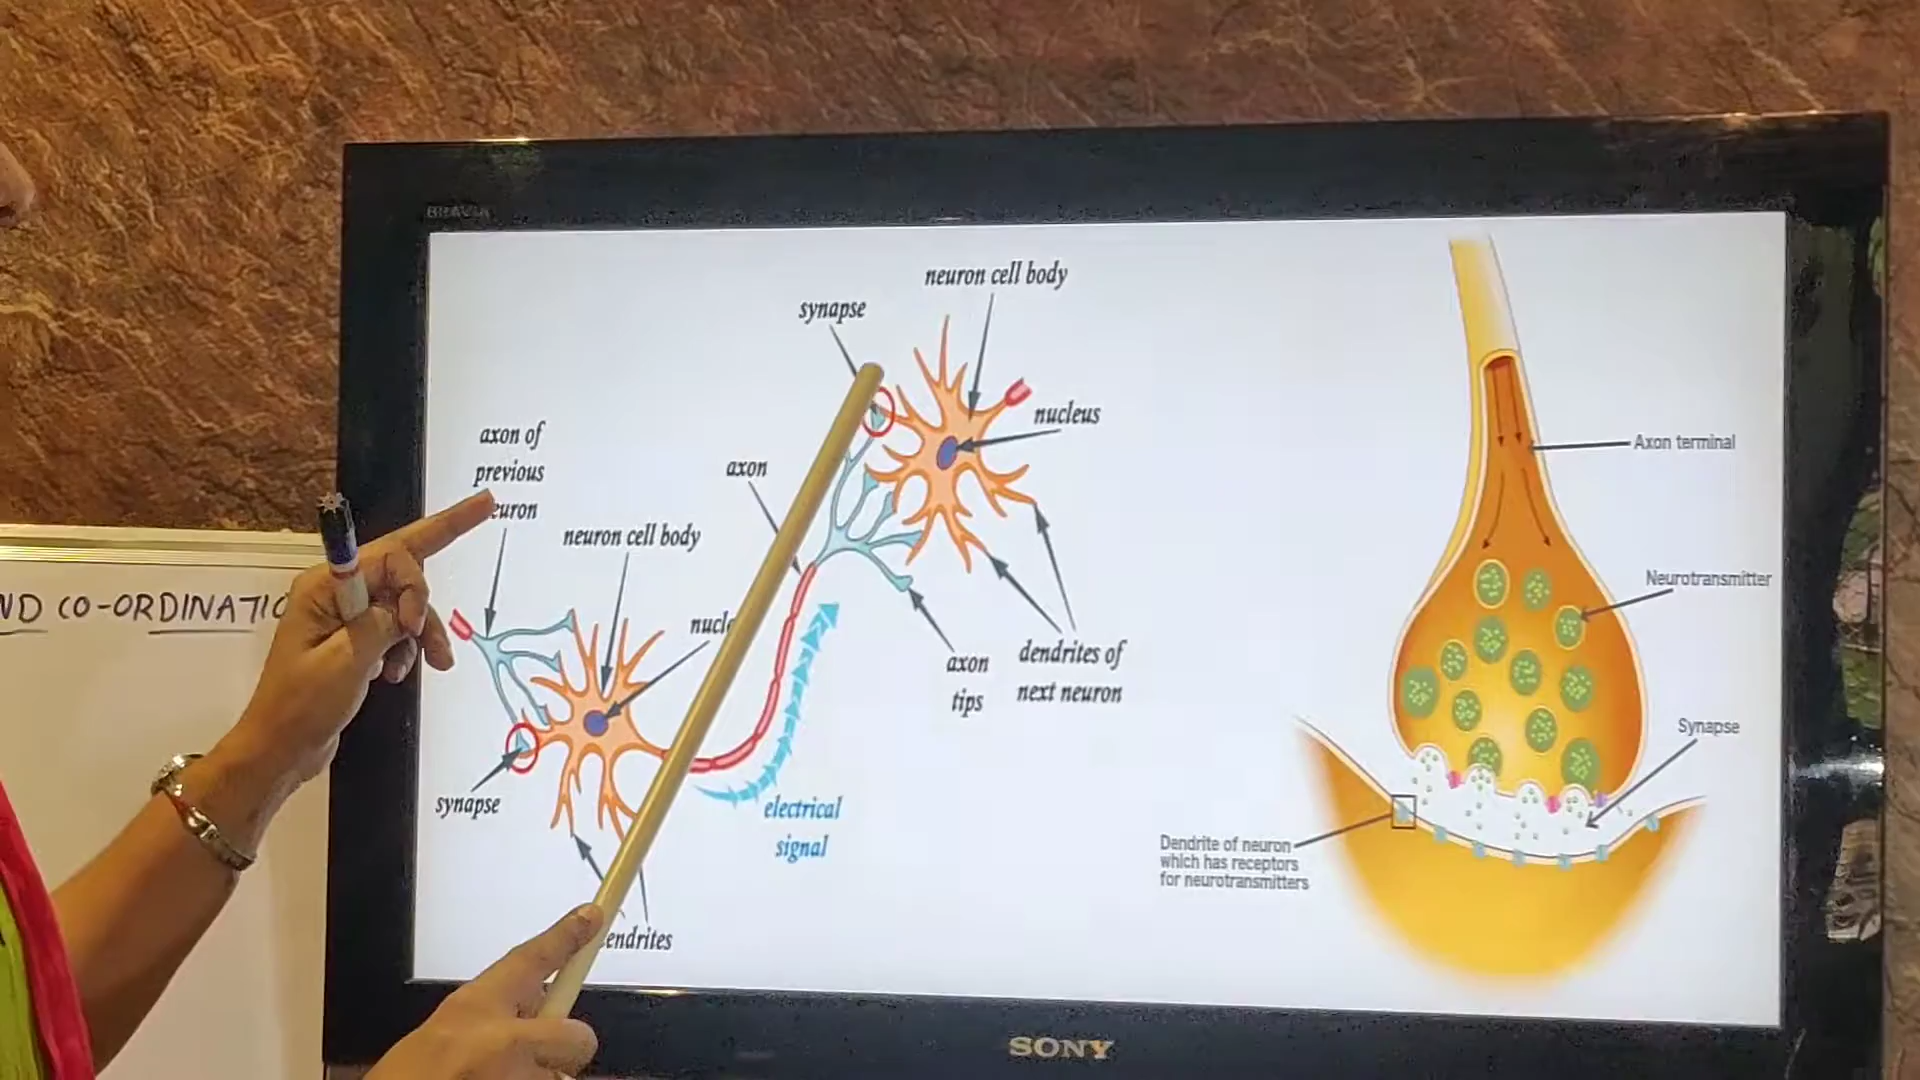 BRAVIA
neuron cell body
synapse
nucleus
axon of
previous
euron
axon
neuron cell body
nucle
electrical
signal
synapse
endrites
axon
tips
dendrites of
next neuron
Axon terminal
Neurotransmitter
Synapse
Dendrite of neuron
which has receptors
for neurotransmitters
ND CO-ORDINATIO
SONY